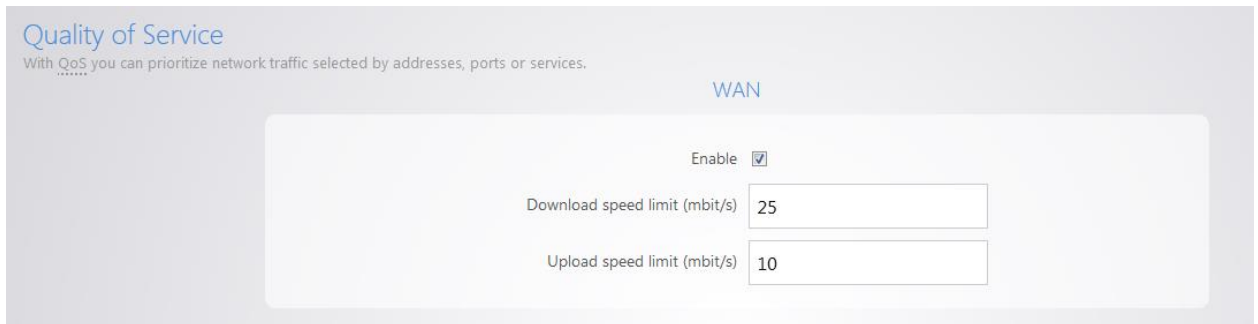 Quality of Service
With QoS you can prioritize network traffic selected by addresses, ports or services.
WAN
Enable
Download speed limit (mbit/s) 25
Upload speed limit (mbit/s) 10